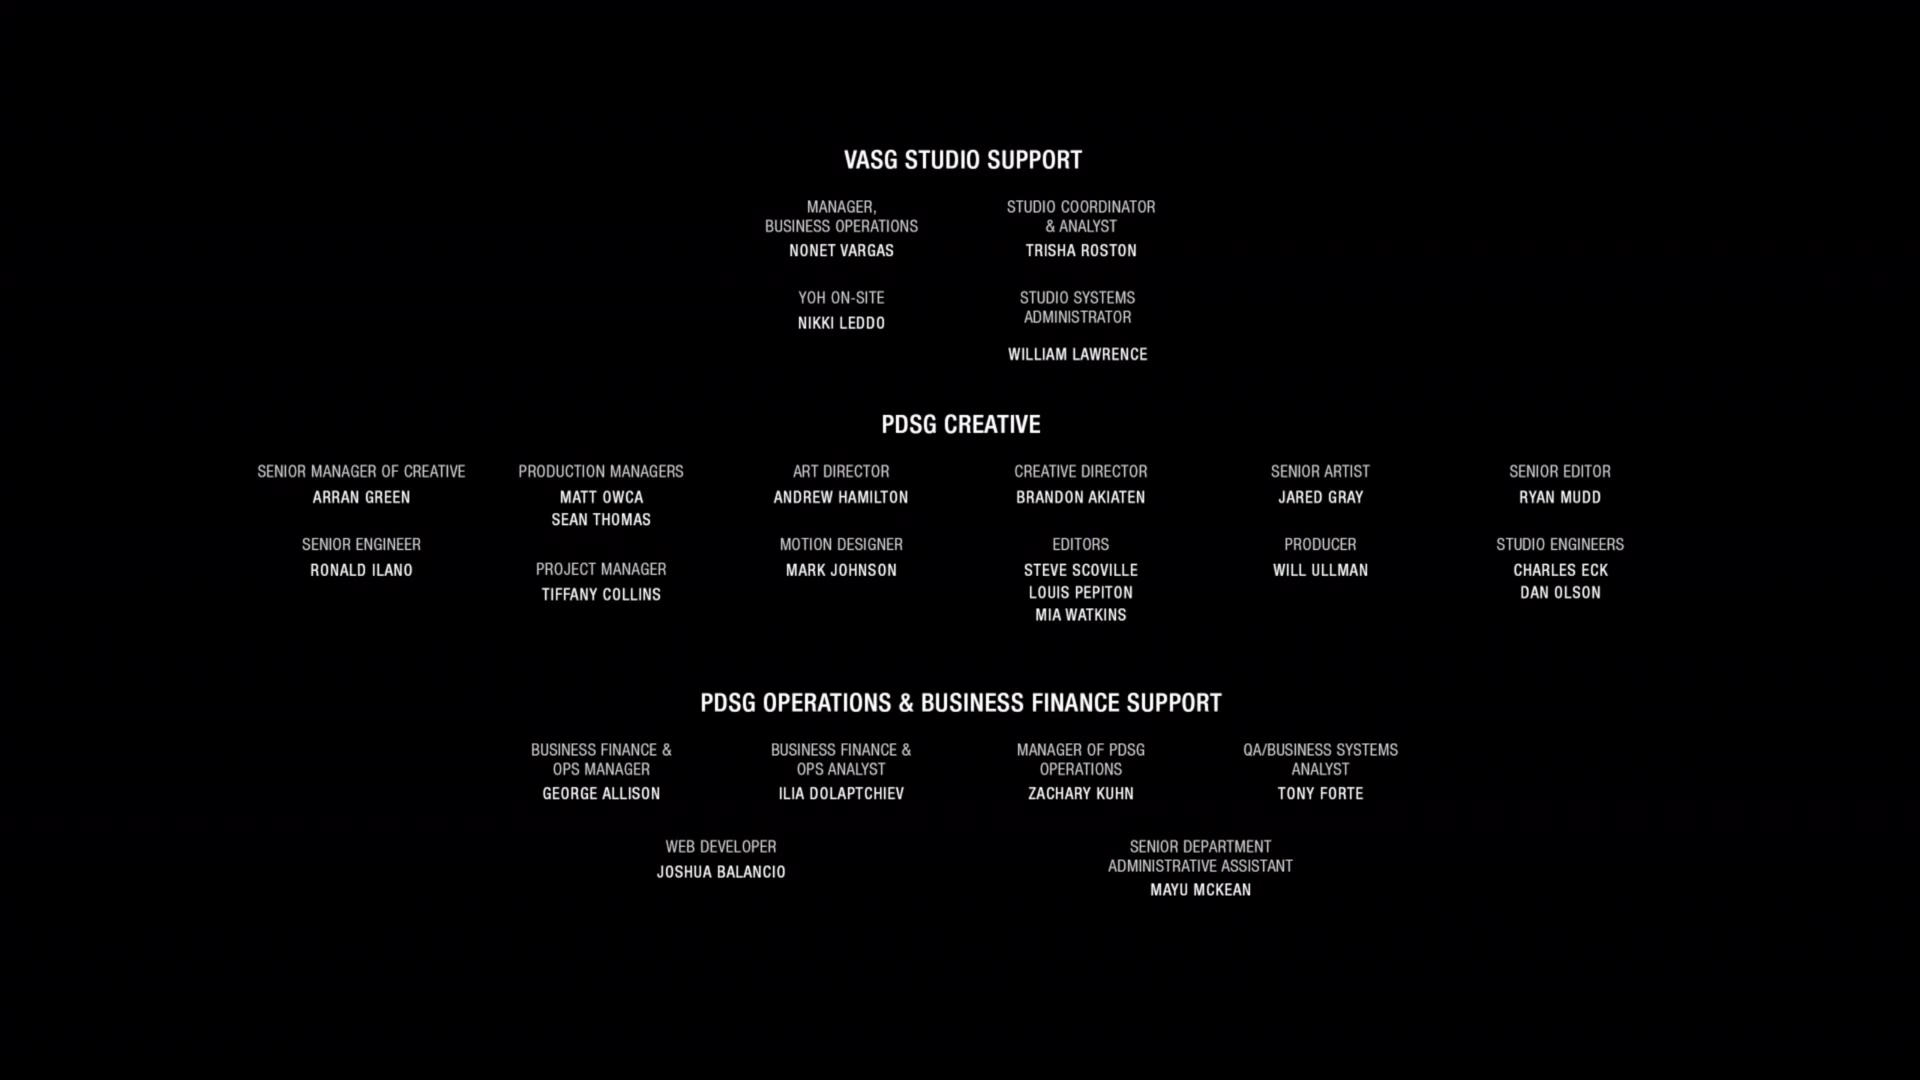 VASG STUDIO SUPPORT
MANAGER,
BUSINESS OPERATIONS
NONET VARGAS
STUDIO COORDINATOR
& ANALYST
TRISHA ROSTON
YOH ON-SITE
NIKKI LEDDO
STUDIO SYSTEMS
ADMINISTRATOR
WILLIAM LAWRENCE
PDSG CREATIVE
SENIOR MANAGER OF CREATIVE
ARRAN GREEN
PRODUCTION MANAGERS
MATT OWCA
SEAN THOMAS
ART DIRECTOR
ANDREW HAMILTON
CREATIVE DIRECTOR
BRANDON AKIATEN
SENIOR ARTIST
JARED GRAY
SENIOR EDITOR
RYAN MUDD
SENIOR ENGINEER
RONALD ILANO
PROJECT MANAGER
TIFFANY COLLINS
MOTION DESIGNER
MARK JOHNSON
EDITORS
STEVE SCOVILLE
LOUIS PEPITON
MIA WATKINS
PRODUCER
WILL ULLMAN
STUDIO ENGINEERS
CHARLES ECK
DAN OLSON
PDSG OPERATIONS & BUSINESS FINANCE SUPPORT
BUSINESS FINANCE &
OPS MANAGER
GEORGE ALLISON
BUSINESS FINANCE &
OPS ANALYST
ILIA DOLAPTCHIEV
MANAGER OF PDSG
OPERATIONS
ZACHARY KUHN
QA/BUSINESS SYSTEMS
ANALYST
TONY FORTE
WEB DEVELOPER
JOSHUA BALANCIO
SENIOR DEPARTMENT
ADMINISTRATIVE ASSISTANT
MAYU MCKEAN